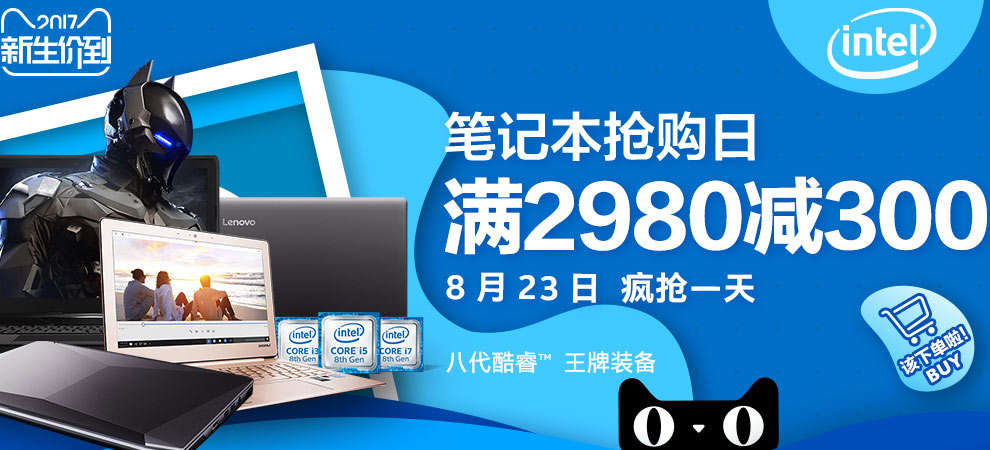 2017
新生价到
intel
笔记本抢购日
满2980减300
8月23日 疯抢一天
Lenovo
intel
CORE i3
8th Gen
intel
CORE i5
8th Gen
intel
CORE i7
8th Gen
八代酷睿™ 王牌装备
该下单啦!
BUY